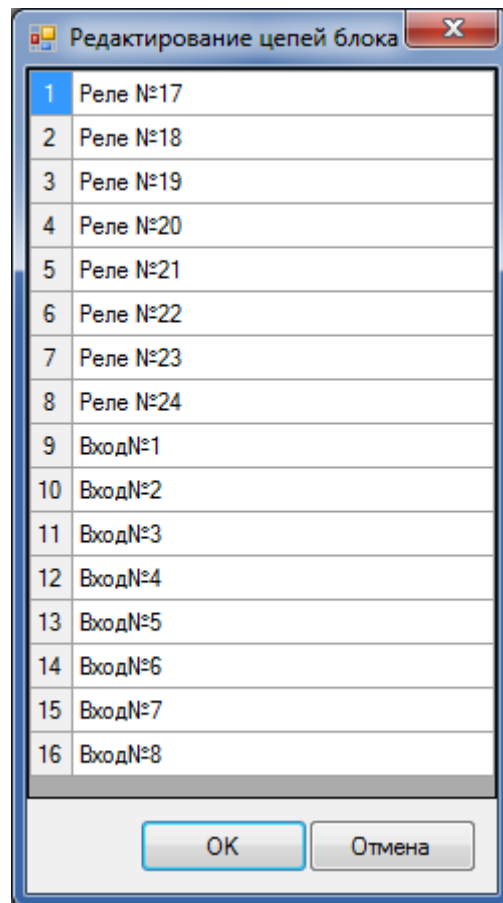 Редактирование цепей блока
1 Реле №17
2 Реле №18
3 Реле №19
4 Реле №20
5 Реле №21
6 Реле №22
7 Реле №23
8 Реле №24
9 Вход№1
10 Вход№2
11 Вход№3
12 Вход№4
13 Вход№5
14 Вход№6
15 Вход№7
16 Вход№8
OK Отмена